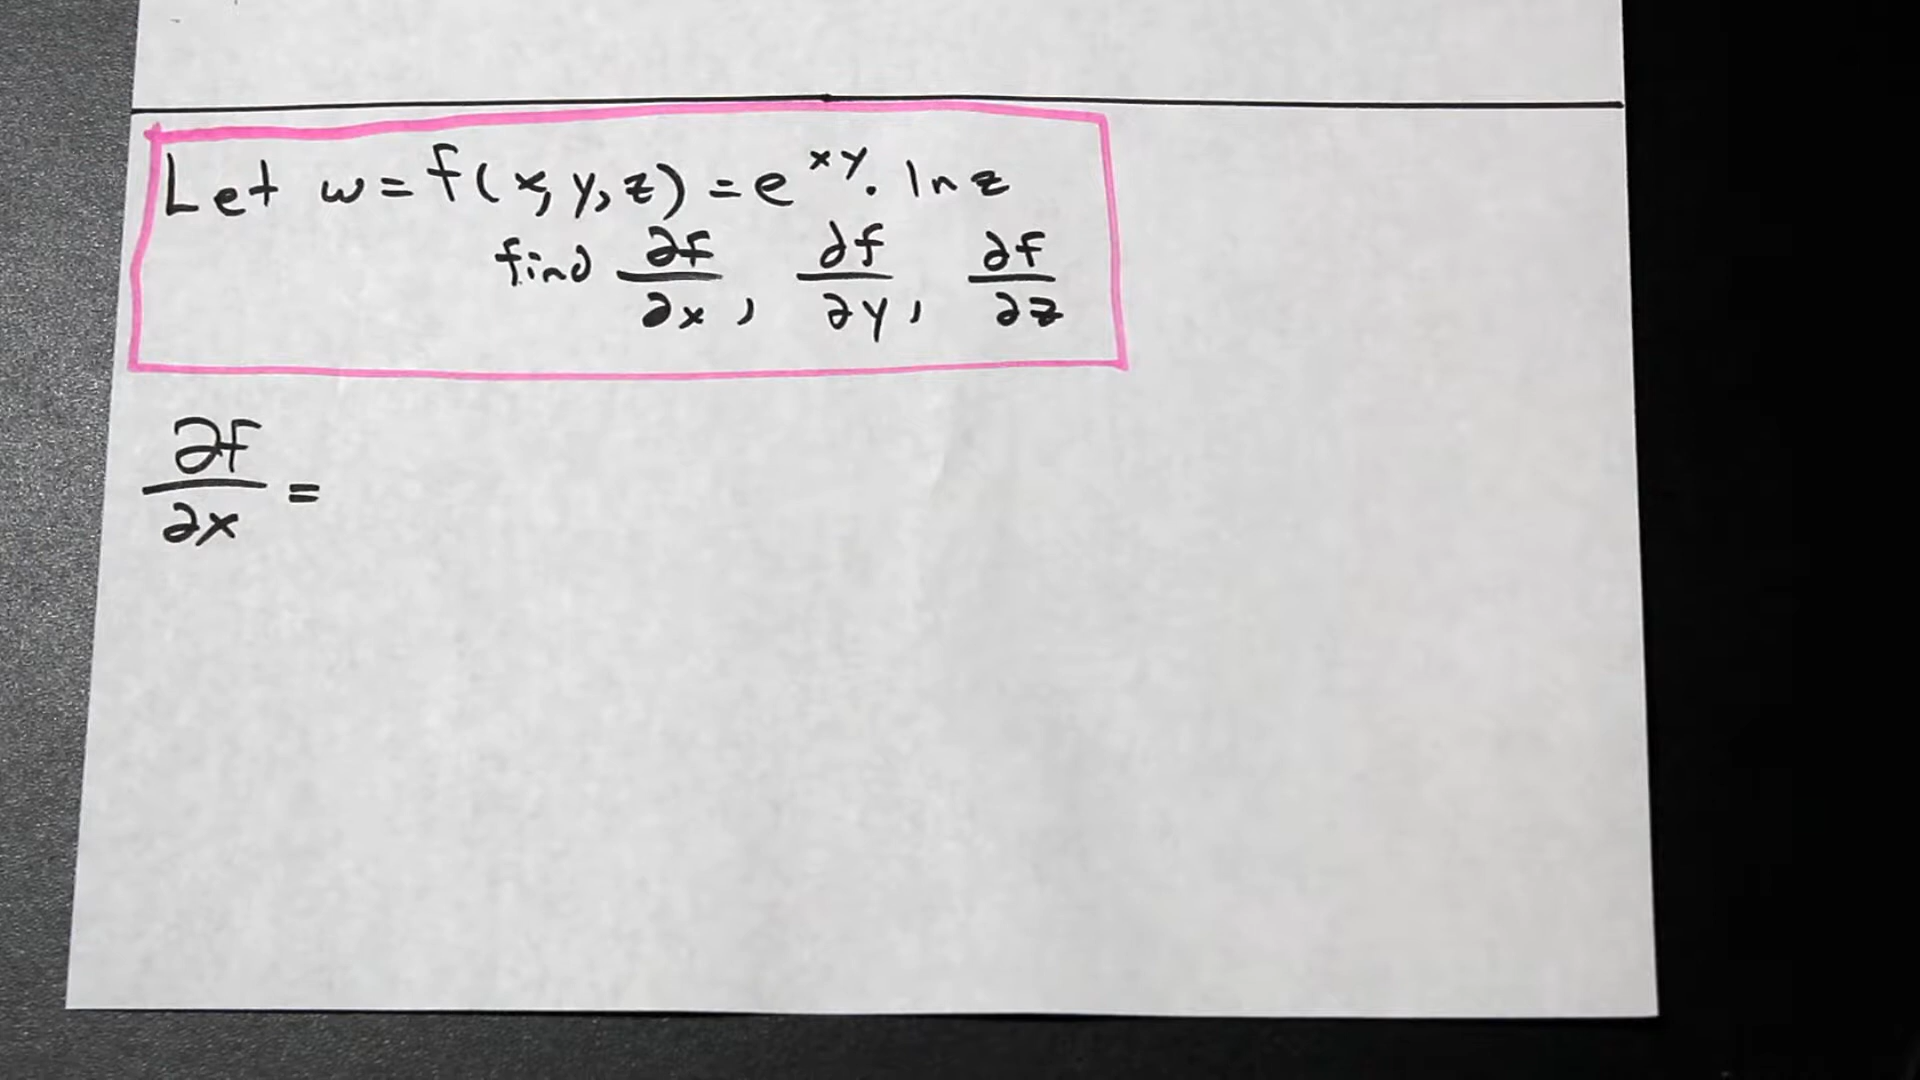 Let w = f(x, y, z) = e^{xy} · ln z
find ∂f/∂x, ∂f/∂y, ∂f/∂z
∂f/∂x =